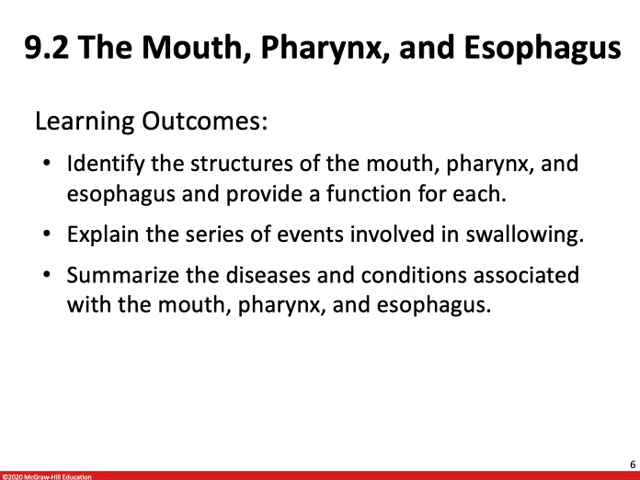 9.2 The Mouth, Pharynx, and Esophagus
Learning Outcomes:
• Identify the structures of the mouth, pharynx, and
esophagus and provide a function for each.
• Explain the series of events involved in swallowing.
• Summarize the diseases and conditions associated
with the mouth, pharynx, and esophagus.
6
©2020 McGraw-Hill Education